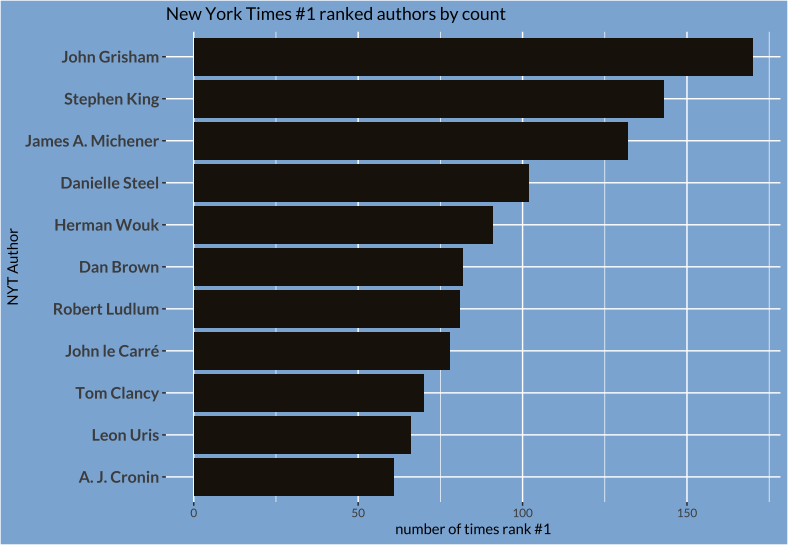 New York Times #1 ranked authors by count
NYT Author
John Grisham
Stephen King
James A. Michener
Danielle Steel
Herman Wouk
Dan Brown
Robert Ludlum
John le Carré
Tom Clancy
Leon Uris
A. J. Cronin
0 50 100 150
number of times rank #1